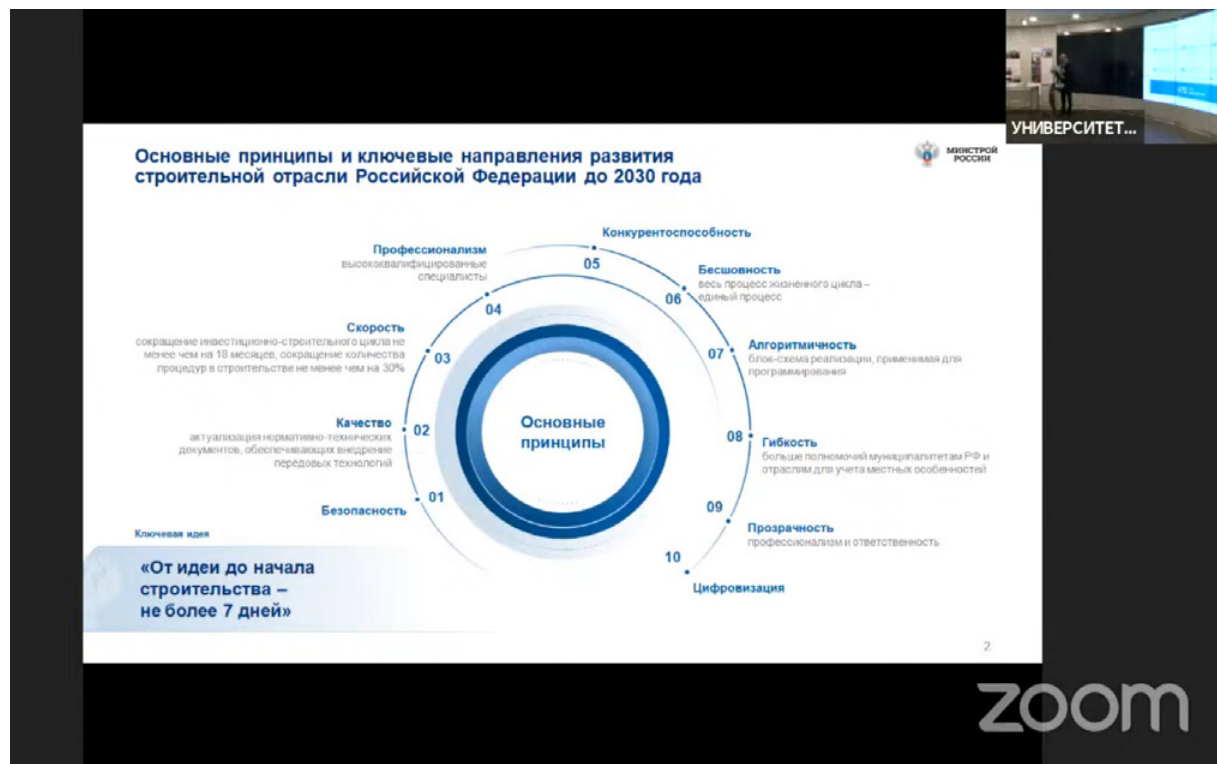 УНИВЕРСИТЕТ...
Основные принципы и ключевые направления развития
строительной отрасли Российской Федерации до 2030 года
МИНСТРОЙ
РОССИИ
Конкурентоспособность
05
Профессионализм
высококвалифицированные
специалисты
04
Бесшовность
весь процесс жизненного цикла –
единый процесс
06
Скорость
сокращение инвестиционно-строительного цикла не
менее чем на 18 месяцев, сокращение количества
процедур в строительстве не менее чем на 30%
03
Алгоритмичность
блок-схема реализации, применимая для
программирования
07
Основные
принципы
Качество
актуализация нормативно-технических
документов, обеспечивающих внедрение
передовых технологий
02
08
Гибкость
больше полномочий муниципалитетам РФ и
отраслям для учета местных особенностей
01
Безопасность
09
Прозрачность
профессионализм и ответственность
10
Цифровизация
Ключевая идея
«От идеи до начала
строительства –
не более 7 дней»
2
zoom